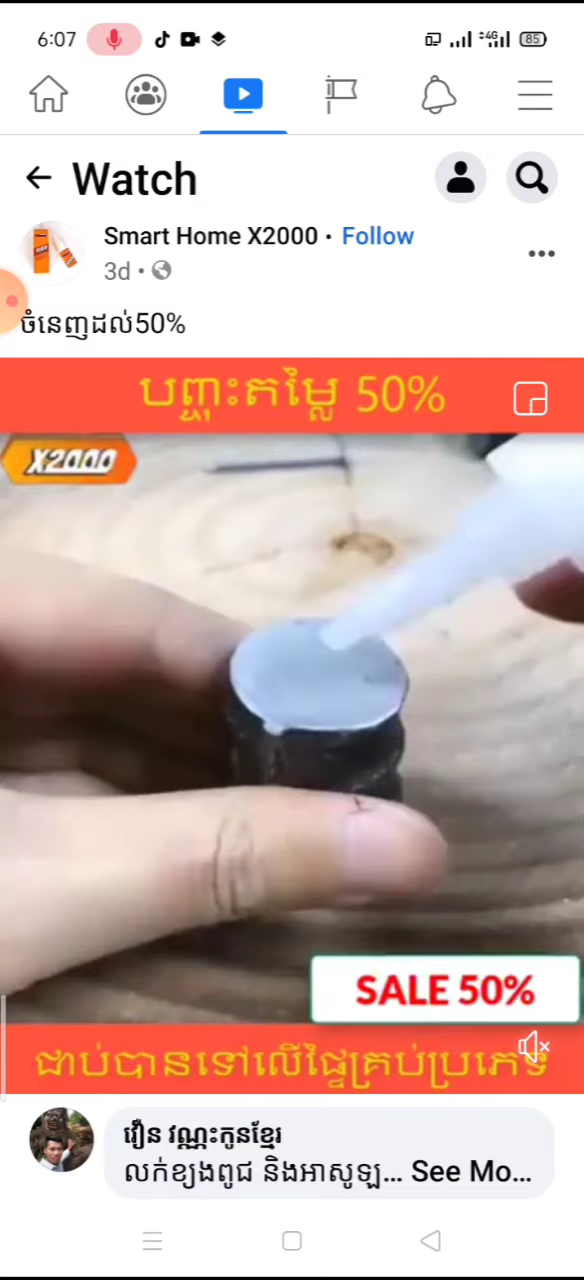 6:07
4G
85
Watch
Smart Home X2000 • Follow
3d •
ចំនេញដល់50%
បញ្ចុះតម្លៃ 50%
X2000
SALE 50%
ជាប់បានទៅលើផ្ទៃគ្រប់ប្រភេទ
វឿន វណ្ណះកូនខ្មែរ
លក់ខ្យងពូជ និងអាសូឡ... See Mo...